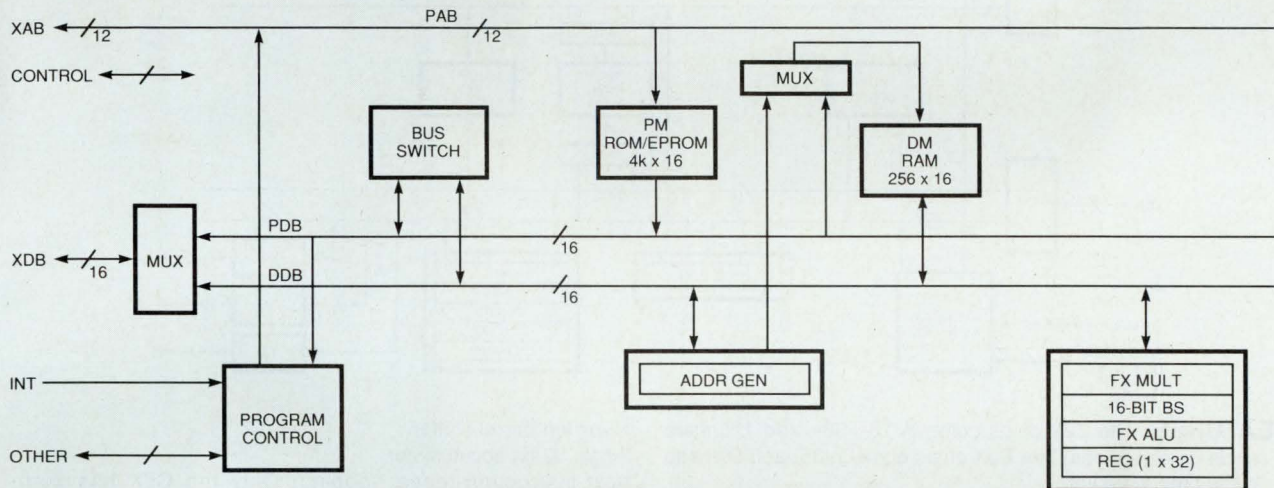 XAB
12
PAB
12
CONTROL
MUX
BUS
SWITCH
PM
ROM/EPROM
4k x 16
DM
RAM
256 x 16
PDB
16
XDB
16
MUX
DDB
16
INT
PROGRAM
CONTROL
OTHER
ADDR GEN
FX MULT
16-BIT BS
FX ALU
REG (1 x 32)